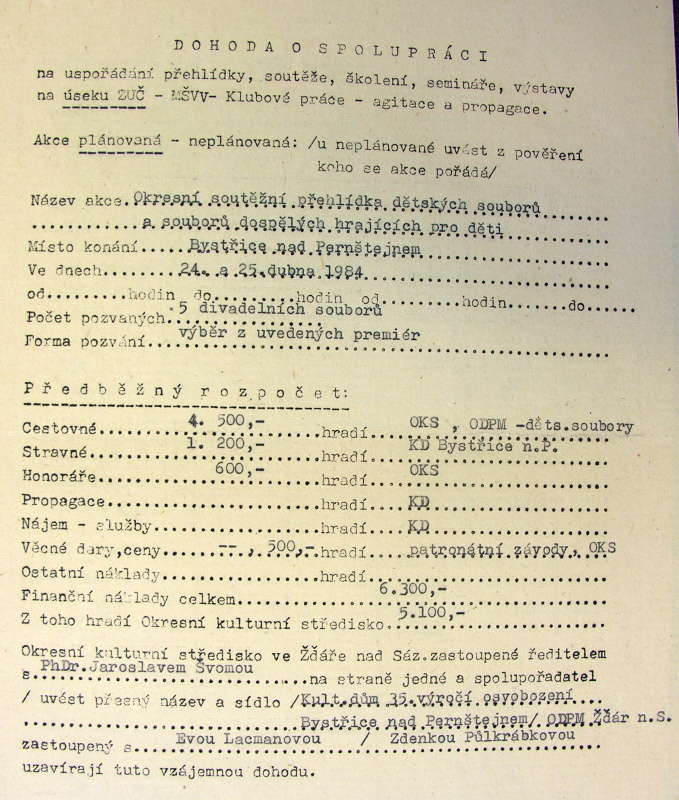 DOHODA O SPOLUPRÁCI
na uspořádání přehlídky, soutěže, školení, semináře, výstavy
na úseku ZUČ - MŠVV- Klubové práce - agitace a propagace.
Akce plánovaná - neplánovaná: /u neplánované uvést z pověření
koho se akce pořádá/
Název akce.Okresní soutěžní přehlídka dětských souborů
a souborů dospělých hrajících pro děti
Místo konání....Bystřice nad Pernštejnem
Ve dnech........24. a 25.dubna 1984
od.........hodin do.........hodin od.........hodin......do......
Počet pozvaných. 5 divadelních souborů
Forma pozvání... výběr z uvedených premiér
Předběžný rozpočet:
Cestovné........ 4. 500,- ......hradí.... OKS , ODPM -děts.soubory
Stravné......... 1. 200,- ......hradí.... KD Bystřice n.P.
Honoráře........ 600,- ......hradí.... OKS
Propagace......................hradí.... KD
Nájem - služby.................hradí.... KD
Věcné dary,ceny..... --, 500,- hradí.... patronátní závody, OKS
Ostatní náklady................hradí....
Finanční náklady celkem............. 6.300,-
Z toho hradí Okresní kulturní středisko. 5.100,-
Okresní kulturní středisko ve Žďáře nad Sáz.zastoupené ředitelem
s PhDr.Jaroslavem Švomou ......na straně jedné a spolupořadatel
/ uvést přesný název a sídlo /Kult.dům 35.výročí osvobození
Bystřice nad Pernštejnem/ ODPM Žďár n.S.
zastoupený s.... Evou Lacmanovou / Zdenkou Půlkrábkovou
uzavírají tuto vzájemnou dohodu.